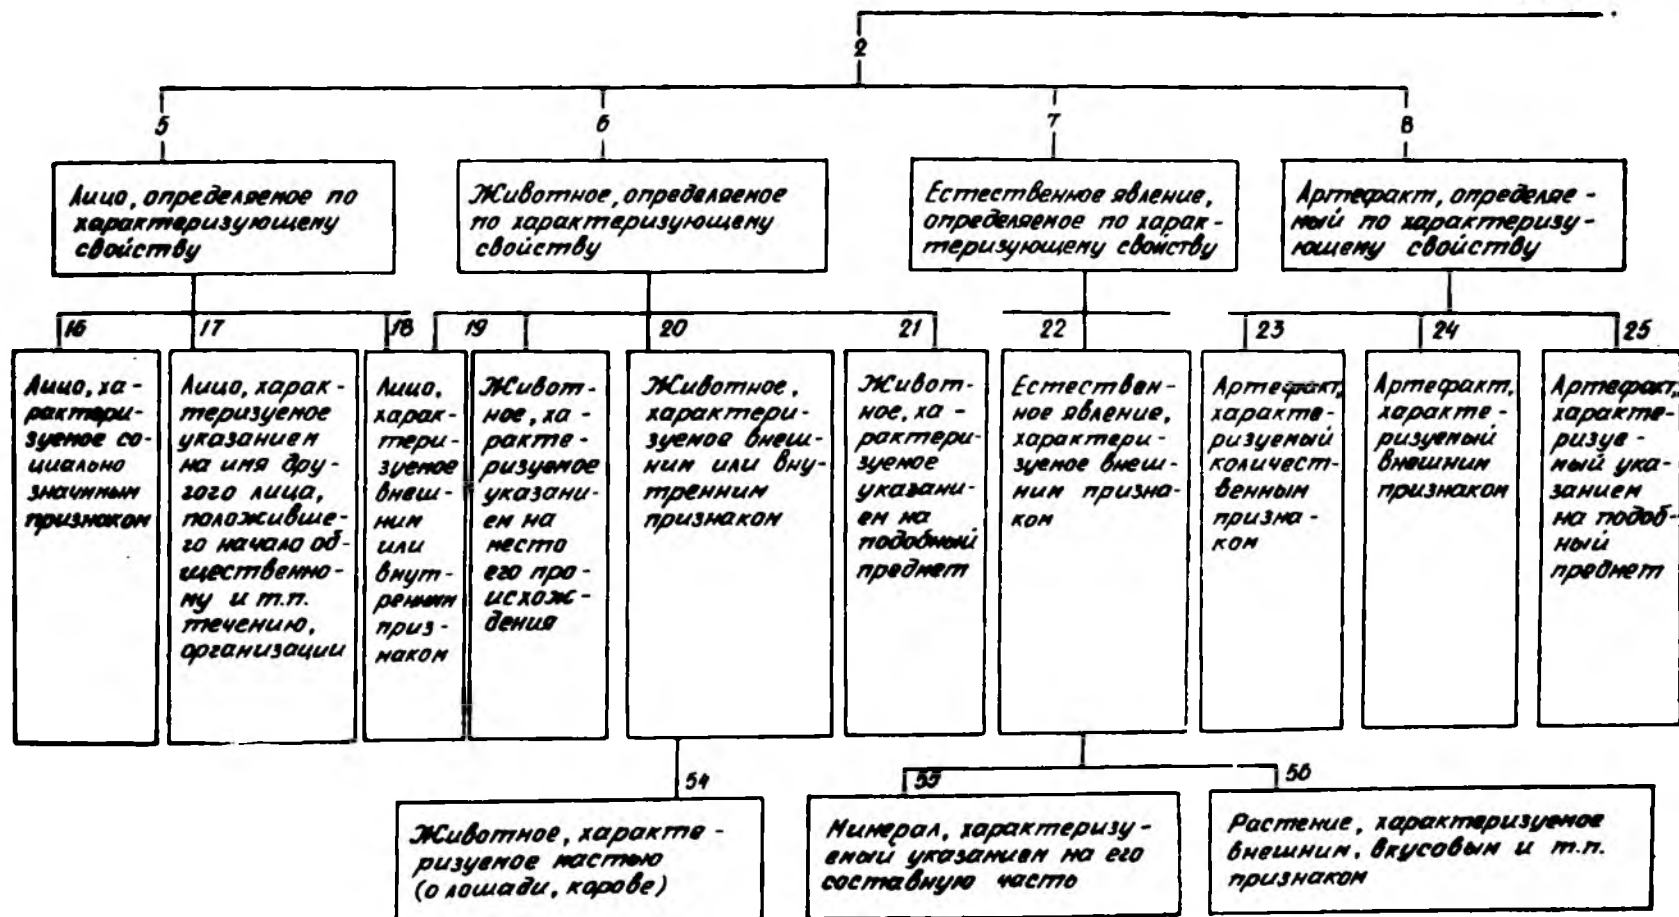 2
5
6
7
8
Лицо, определяемое по
характеризующему
свойству
Животное, определяемое
по характеризующему
свойству
Естественное явление,
определяемое по харак-
теризующему свойству
Артефакт, определяе-
мый по характеризу-
ющему свойству
16
Лицо, ха-
рактери-
зуемое со-
циально
значимым
признаком
17
Лицо, харак-
теризуемое
указанием
на имя дру-
гого лица,
положивше-
го начало об-
щественно-
му и т.п.
течению,
организации
18
Лицо,
харак-
тери-
зуемое
внеш-
ним
или
внут-
ренним
приз-
наком
19
Живот-
ное, ха-
ракте-
ризуемое
указани-
ем на
место
его про-
исхож-
дения
20
Животное,
характери-
зуемое внеш-
ним или вну-
тренним
признаком
21
Живот-
ное, ха-
рактери-
зуемое
указани-
ем на
подобный
предмет
22
Естествен-
ное явление,
характери-
зуемое внеш-
ним призна-
ком
23
Артефакт,
характе-
ризуемый
количест-
венным
призна-
ком
24
Артефакт,
характе-
ризуемый
внешним
признаком
25
Артефакт,
характе-
ризуе-
мый ука-
занием
на подоб-
ный
предмет
54
Животное, характе-
ризуемое мастью
(о лошади, корове)
55
Минерал, характеризу-
емый указанием на его
составную часть
56
Растение, характеризуемое
внешним, вкусовым и т.п.
признаком